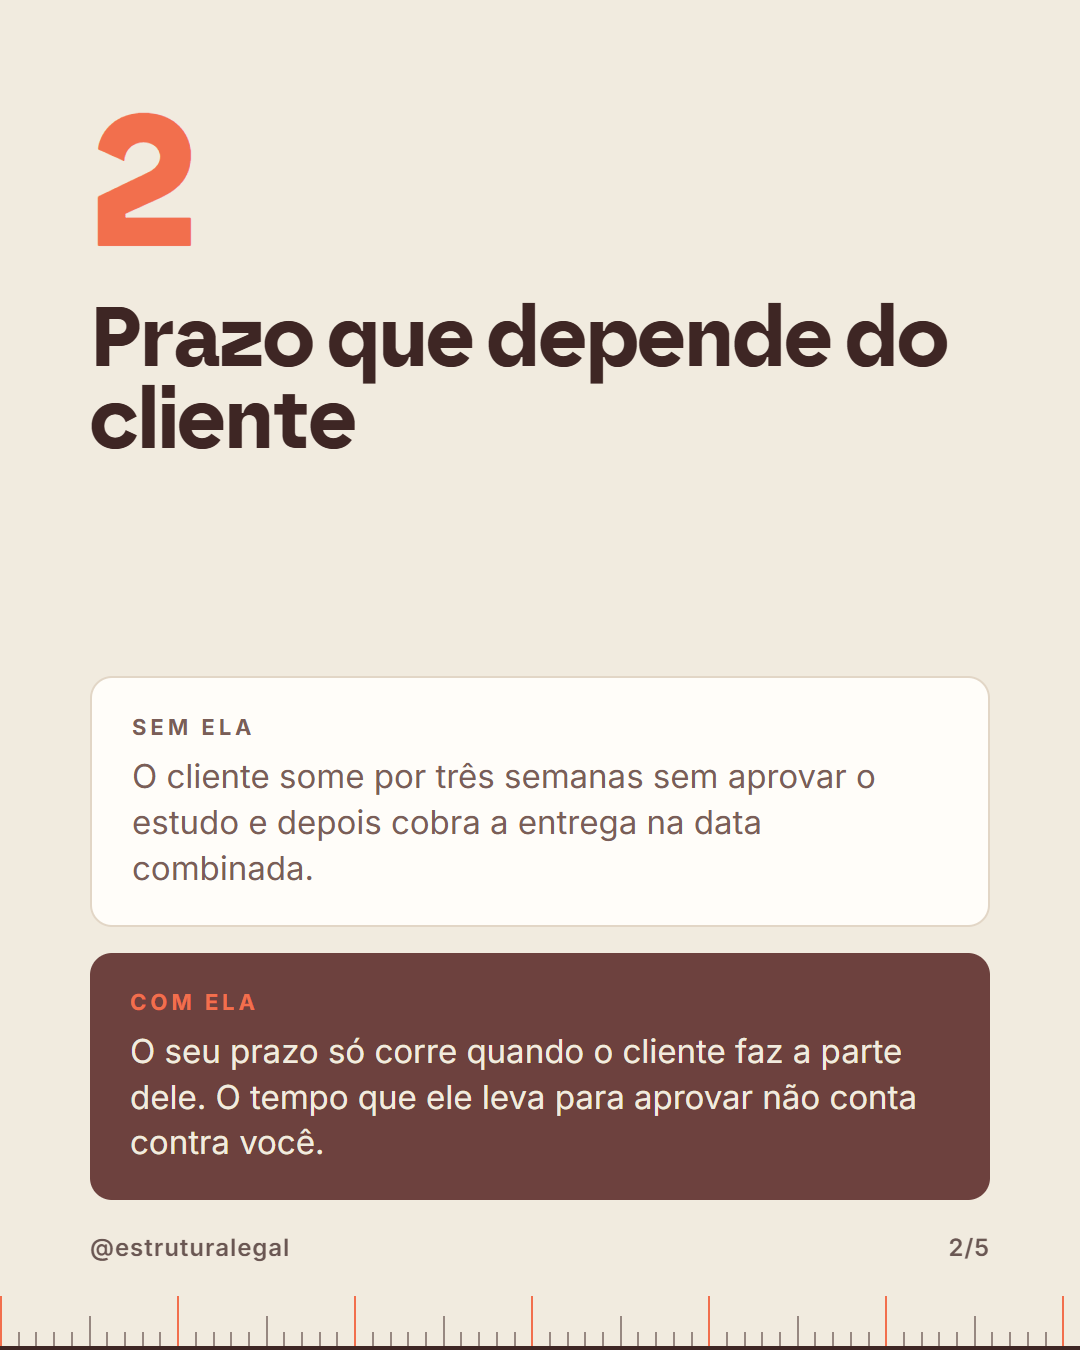 2
Prazo que depende do
cliente
SEM ELA
O cliente some por três semanas sem aprovar o
estudo e depois cobra a entrega na data
combinada.
COM ELA
O seu prazo só corre quando o cliente faz a parte
dele. O tempo que ele leva para aprovar não conta
contra você.
@estruturalegal
2/5